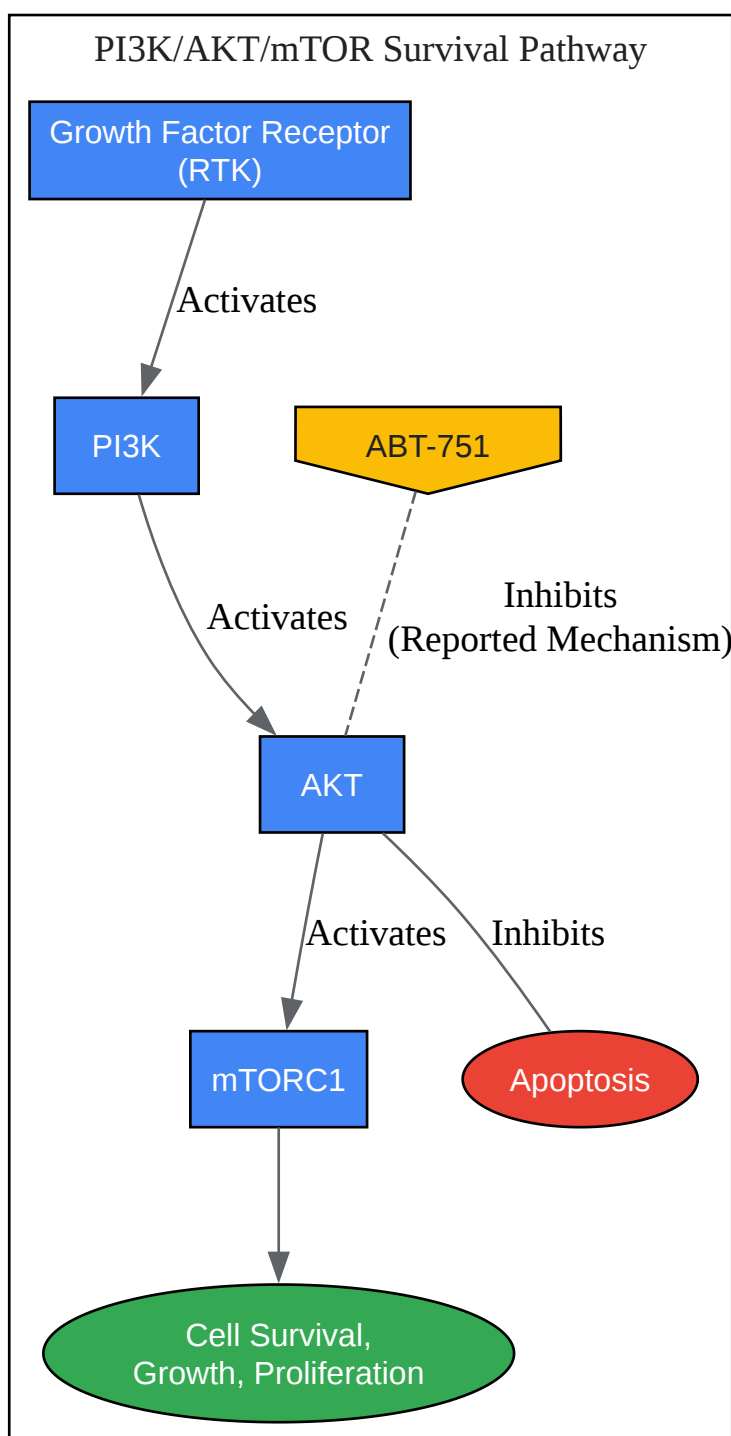 PI3K/AKT/mTOR Survival Pathway
Growth Factor Receptor
(RTK)
Activates
PI3K
ABT-751
Activates
Inhibits
(Reported Mechanism)
AKT
Activates
Inhibits
mTORC1
Apoptosis
Cell Survival,
Growth, Proliferation